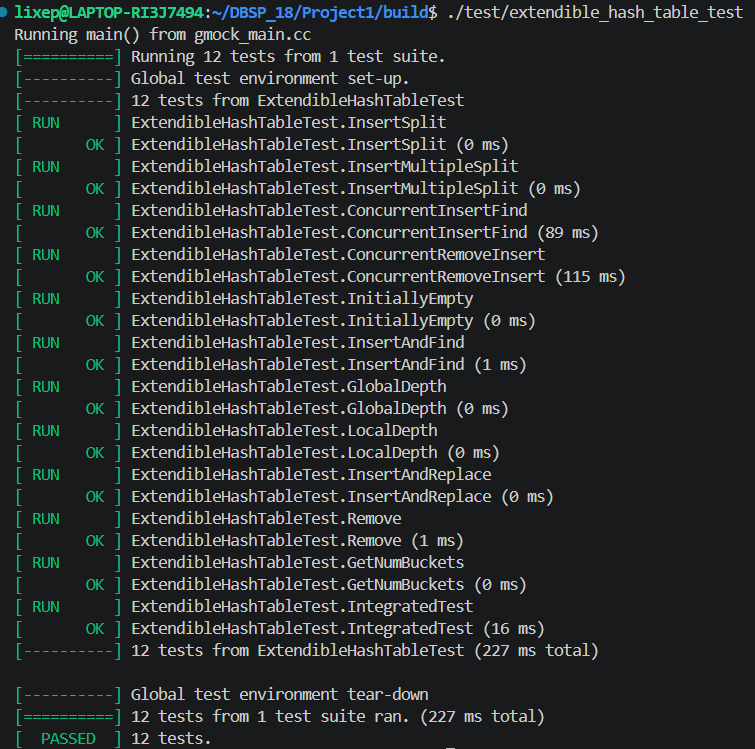 lixep@LAPTOP-RI3J7494:~/DBSP_18/Project1/build$ ./test/extendible_hash_table_test
Running main() from gmock_main.cc
[==========] Running 12 tests from 1 test suite.
[----------] Global test environment set-up.
[----------] 12 tests from ExtendibleHashTableTest
[ RUN      ] ExtendibleHashTableTest.InsertSplit
[       OK ] ExtendibleHashTableTest.InsertSplit (0 ms)
[ RUN      ] ExtendibleHashTableTest.InsertMultipleSplit
[       OK ] ExtendibleHashTableTest.InsertMultipleSplit (0 ms)
[ RUN      ] ExtendibleHashTableTest.ConcurrentInsertFind
[       OK ] ExtendibleHashTableTest.ConcurrentInsertFind (89 ms)
[ RUN      ] ExtendibleHashTableTest.ConcurrentRemoveInsert
[       OK ] ExtendibleHashTableTest.ConcurrentRemoveInsert (115 ms)
[ RUN      ] ExtendibleHashTableTest.InitiallyEmpty
[       OK ] ExtendibleHashTableTest.InitiallyEmpty (0 ms)
[ RUN      ] ExtendibleHashTableTest.InsertAndFind
[       OK ] ExtendibleHashTableTest.InsertAndFind (1 ms)
[ RUN      ] ExtendibleHashTableTest.GlobalDepth
[       OK ] ExtendibleHashTableTest.GlobalDepth (0 ms)
[ RUN      ] ExtendibleHashTableTest.LocalDepth
[       OK ] ExtendibleHashTableTest.LocalDepth (0 ms)
[ RUN      ] ExtendibleHashTableTest.InsertAndReplace
[       OK ] ExtendibleHashTableTest.InsertAndReplace (0 ms)
[ RUN      ] ExtendibleHashTableTest.Remove
[       OK ] ExtendibleHashTableTest.Remove (1 ms)
[ RUN      ] ExtendibleHashTableTest.GetNumBuckets
[       OK ] ExtendibleHashTableTest.GetNumBuckets (0 ms)
[ RUN      ] ExtendibleHashTableTest.IntegratedTest
[       OK ] ExtendibleHashTableTest.IntegratedTest (16 ms)
[----------] 12 tests from ExtendibleHashTableTest (227 ms total)

[----------] Global test environment tear-down
[==========] 12 tests from 1 test suite ran. (227 ms total)
[  PASSED  ] 12 tests.